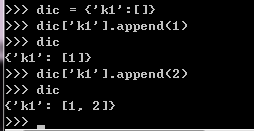 >>> dic = {'k1':[]}
>>> dic['k1'].append(1)
>>> dic
{'k1': [1]}
>>> dic['k1'].append(2)
>>> dic
{'k1': [1, 2]}
>>>